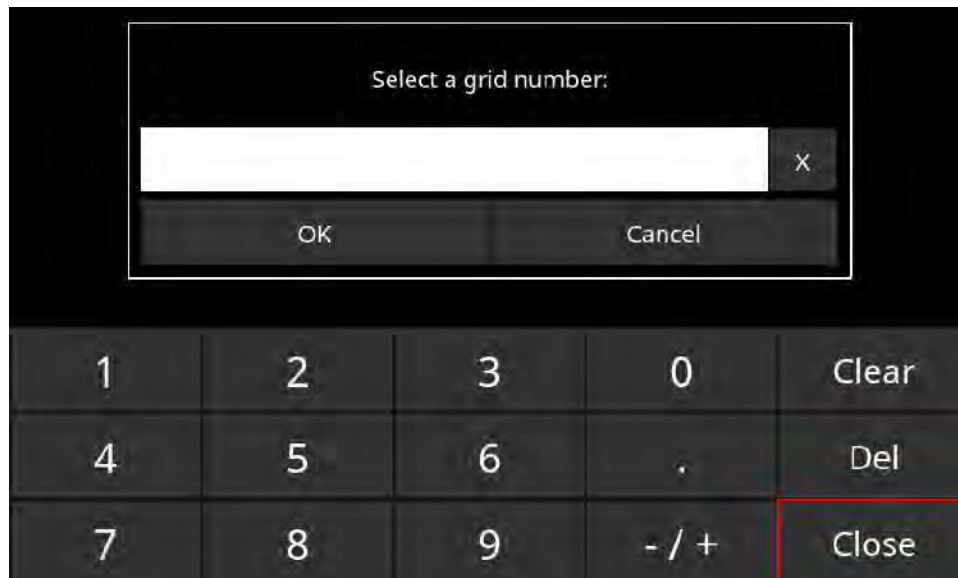 Select a grid number:
X
OK Cancel
1 2 3 0 Clear
4 5 6 . Del
7 8 9 - / + Close